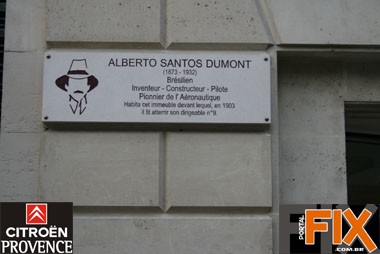 ALBERTO SANTOS DUMONT
(1873 - 1932)
Brésilien
Inventeur - Constructeur - Pilote
Pionnier de l'Aéronautique
Habita cet immeuble devant lequel, en 1903
il fit atterrir son dirigeable n°9.
CITROËN
PROVENCE
PORTAL
FIX
.COM.BR